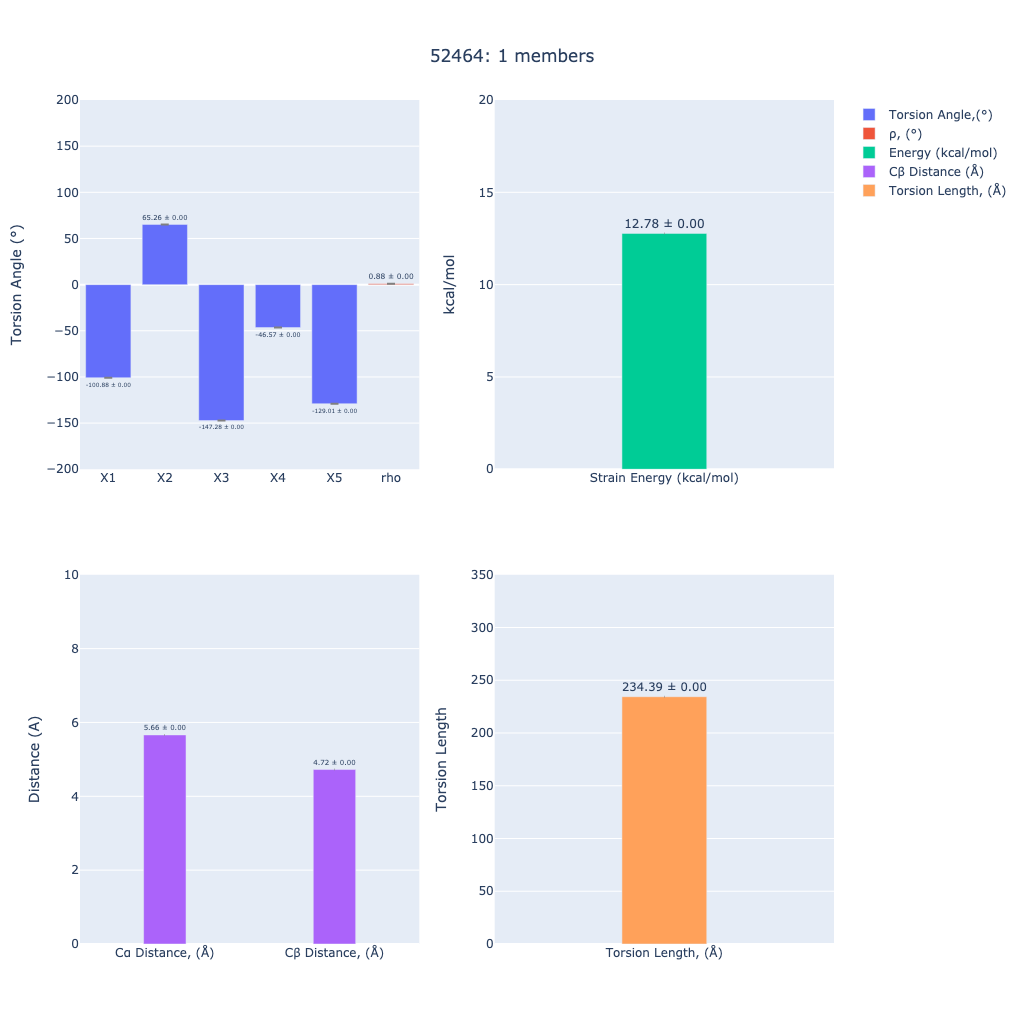 52464: 1 members
Torsion Angle (°)
200
150
100
50
0
−50
−100
−150
−200
-100.88 ± 0.00
65.26 ± 0.00
-147.28 ± 0.00
-46.57 ± 0.00
-129.01 ± 0.00
0.88 ± 0.00
X1 X2 X3 X4 X5 rho
kcal/mol
20
15
10
5
0
12.78 ± 0.00
Strain Energy (kcal/mol)
Torsion Angle,(°)
ρ, (°)
Energy (kcal/mol)
Cβ Distance (Å)
Torsion Length, (Å)
Distance (A)
10
8
6
4
2
0
5.66 ± 0.00
4.72 ± 0.00
Cα Distance, (Å) Cβ Distance, (Å)
Torsion Length
350
300
250
200
150
100
50
0
234.39 ± 0.00
Torsion Length, (Å)